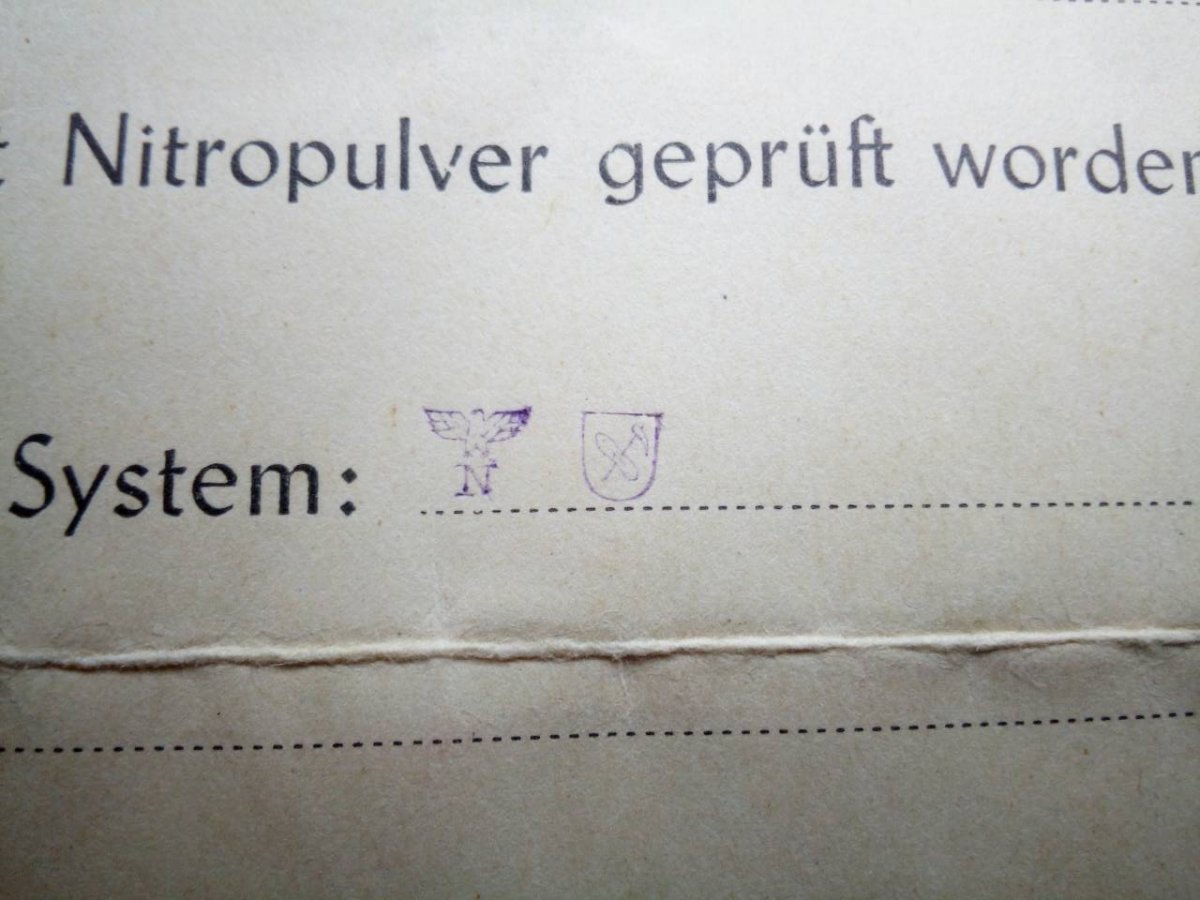 Nitropulver geprüft worden
System:
N